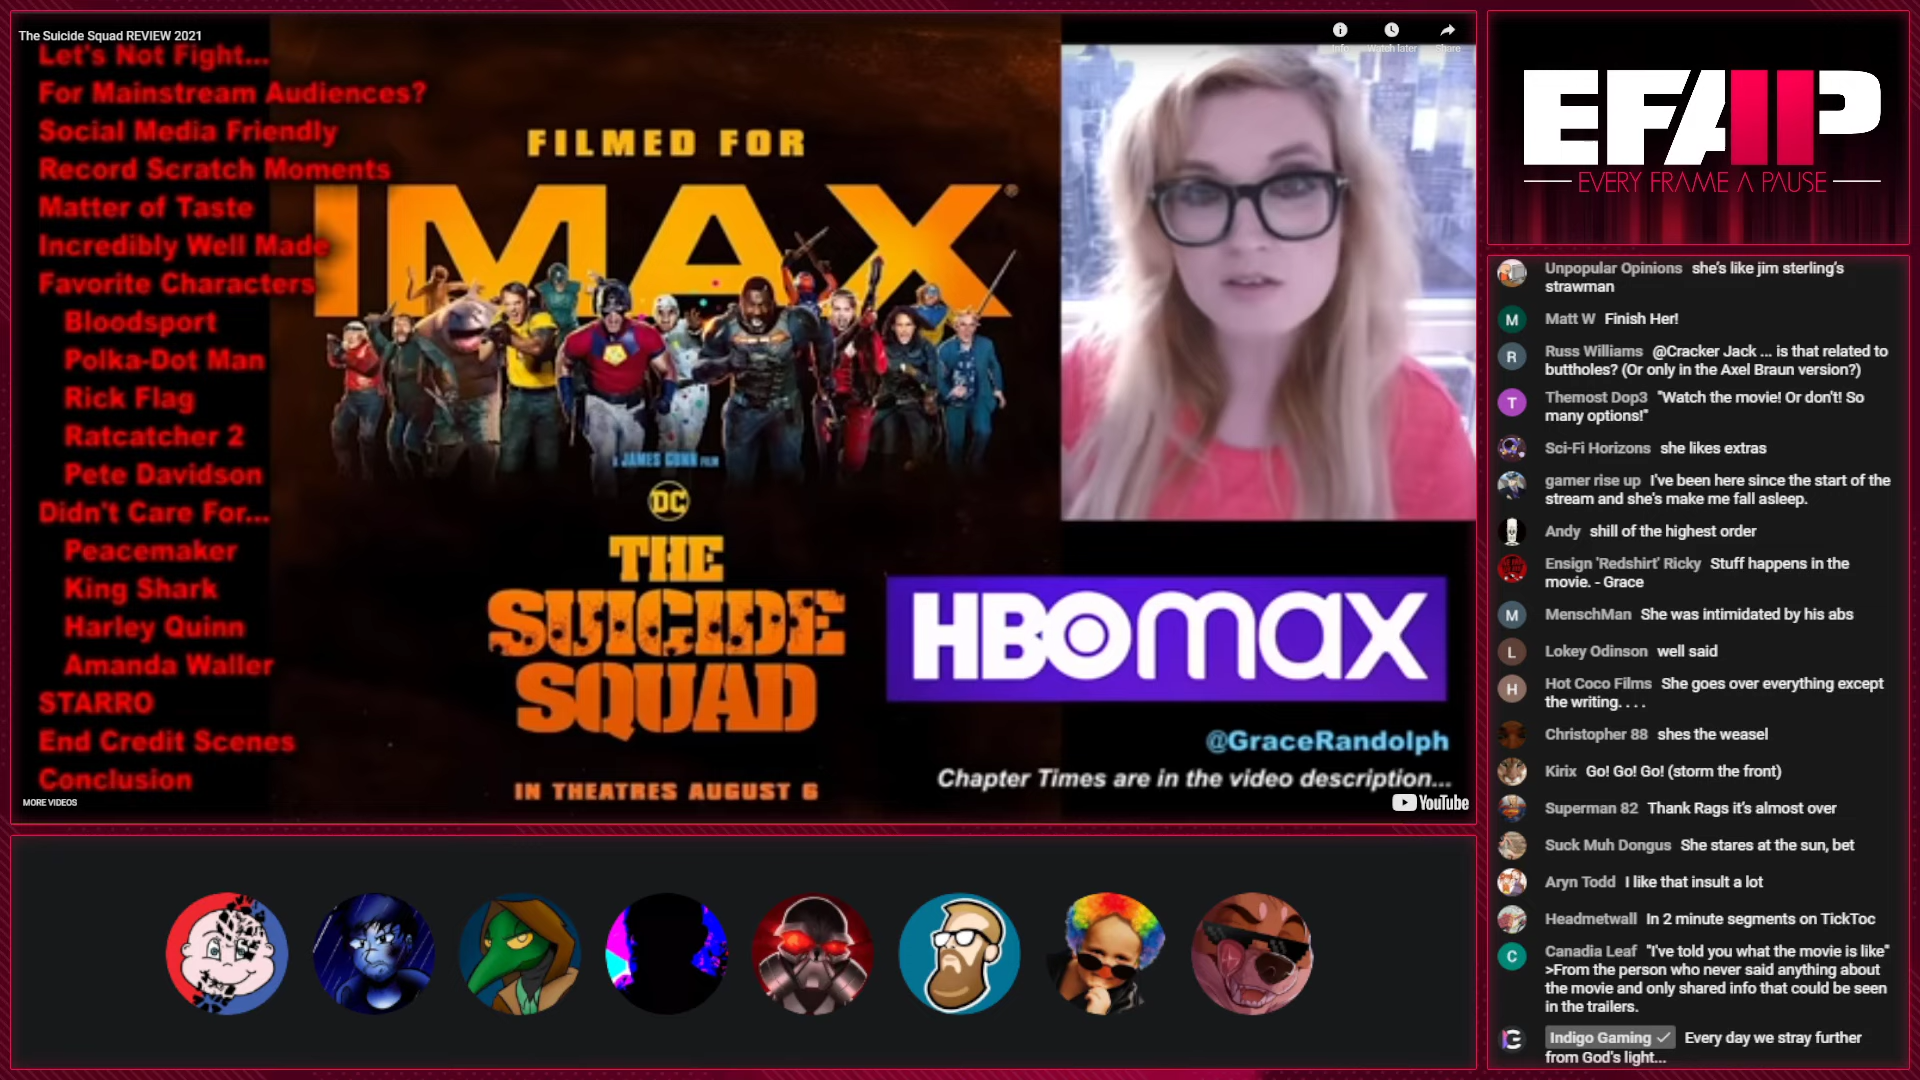 The Suicide Squad REVIEW 2021
Info
Watch later
Share
Let's Not Fight...
For Mainstream Audiences?
Social Media Friendly
Record Scratch Moments
Matter of Taste
Incredibly Well Made
Favorite Characters
Bloodsport
Polka-Dot Man
Rick Flag
Ratcatcher 2
Pete Davidson
Didn't Care For...
Peacemaker
King Shark
Harley Quinn
Amanda Waller
STARRO
End Credit Scenes
Conclusion
MORE VIDEOS
FILMED FOR
IMAX®
A JAMES GUNN FILM
DC
THE
SUICIDE
SQUAD
IN THEATRES AUGUST 6
HBOmax
@GraceRandolph
Chapter Times are in the video description...
YouTube
EFAP
EVERY FRAME A PAUSE
Unpopular Opinions she's like jim sterling's
strawman
M
Matt W Finish Her!
R
Russ Williams @Cracker Jack ... is that related to
buttholes? (Or only in the Axel Braun version?)
T
Themost Dop3 "Watch the movie! Or don't! So
many options!"
Sci-Fi Horizons she likes extras
gamer rise up I've been here since the start of the
stream and she's make me fall asleep.
Andy shill of the highest order
Ensign 'Redshirt' Ricky Stuff happens in the
movie. - Grace
M
MenschMan She was intimidated by his abs
L
Lokey Odinson well said
H
Hot Coco Films She goes over everything except
the writing. . . .
Christopher 88 shes the weasel
Kirix Go! Go! Go! (storm the front)
Superman 82 Thank Rags it's almost over
Suck Muh Dongus She stares at the sun, bet
Aryn Todd I like that insult a lot
Headmetwall In 2 minute segments on TickToc
C
Canadia Leaf "I've told you what the movie is like"
>From the person who never said anything about
the movie and only shared info that could be seen
in the trailers.
Indigo Gaming ✓ Every day we stray further
from God's light...